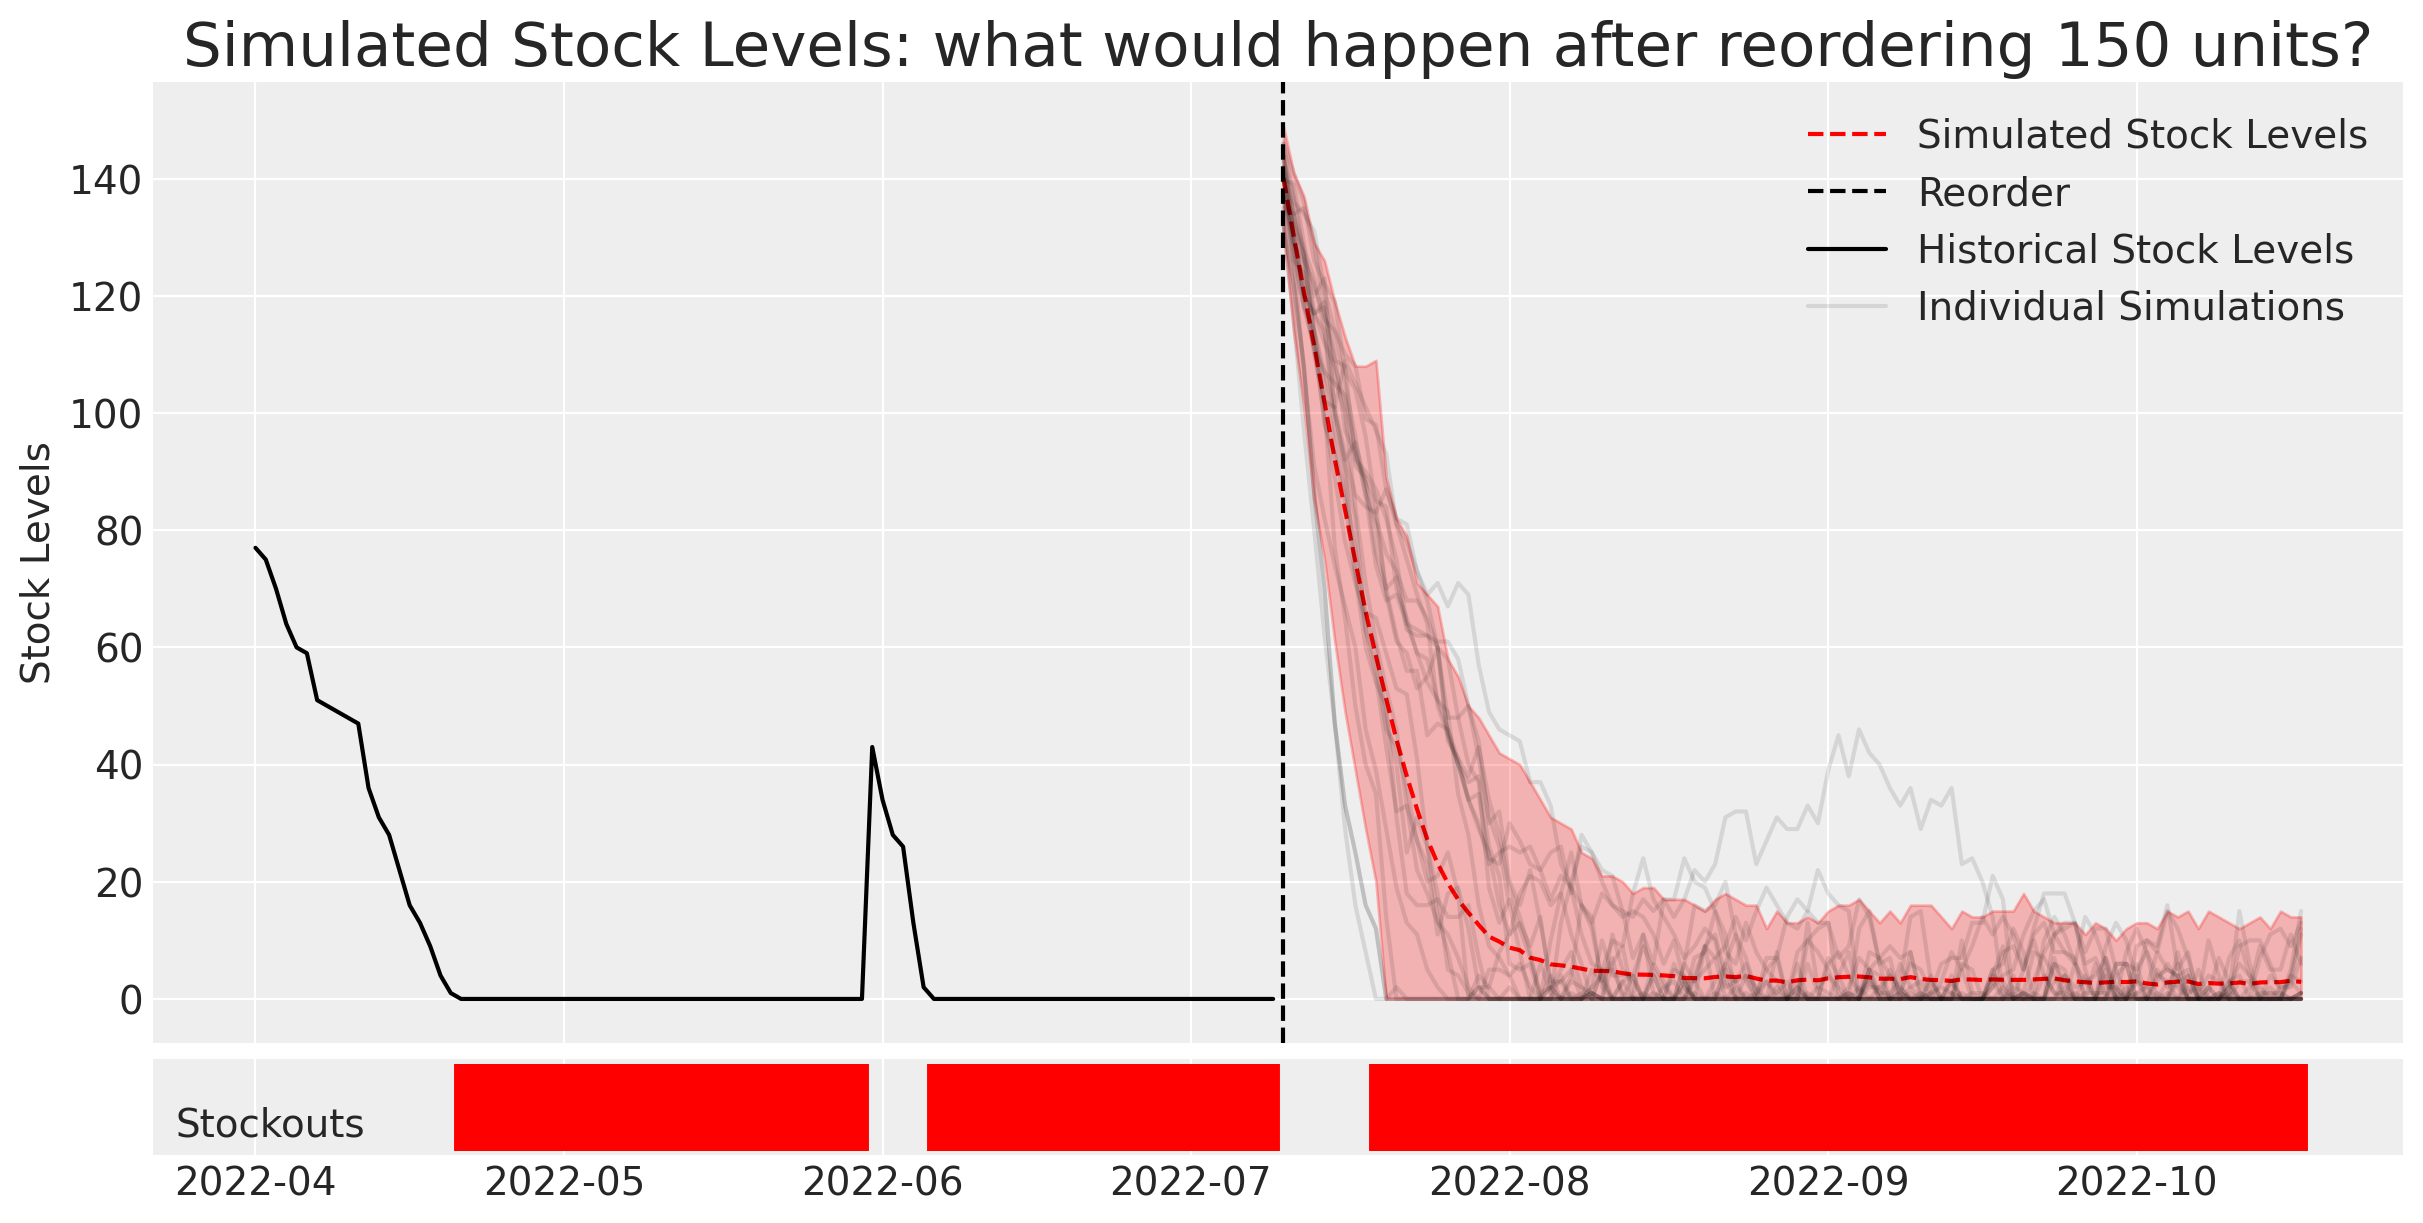 Simulated Stock Levels: what would happen after reordering 150 units?
Simulated Stock Levels
Reorder
Historical Stock Levels
Individual Simulations
Stock Levels
140
120
100
80
60
40
20
0
Stockouts
2022-04 2022-05 2022-06 2022-07 2022-08 2022-09 2022-10